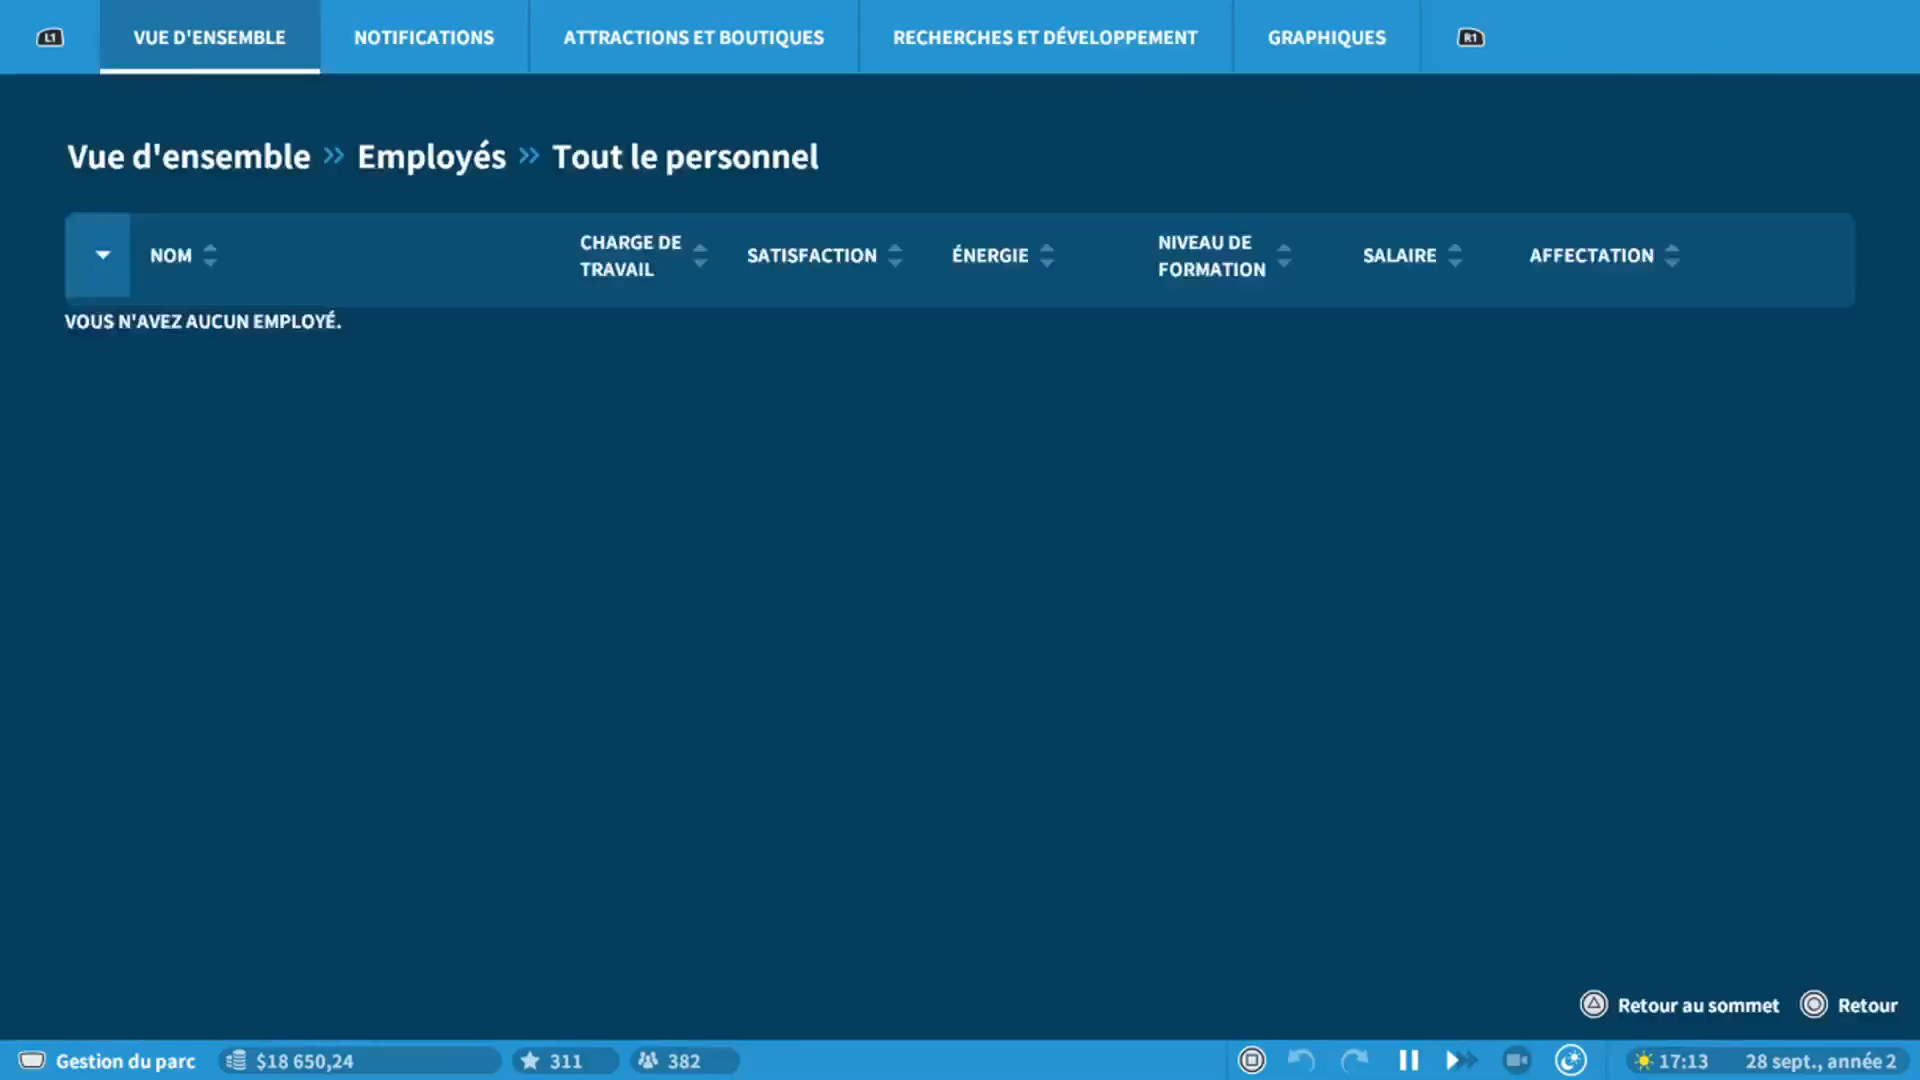 L1
VUE D'ENSEMBLE
NOTIFICATIONS
ATTRACTIONS ET BOUTIQUES
RECHERCHES ET DÉVELOPPEMENT
GRAPHIQUES
R1
Vue d'ensemble » Employés » Tout le personnel
NOM
CHARGE DE
TRAVAIL
SATISFACTION
ÉNERGIE
NIVEAU DE
FORMATION
SALAIRE
AFFECTATION
VOUS N'AVEZ AUCUN EMPLOYÉ.
Retour au sommet
Retour
Gestion du parc
$18 650,24
311
382
17:13
28 sept., année 2